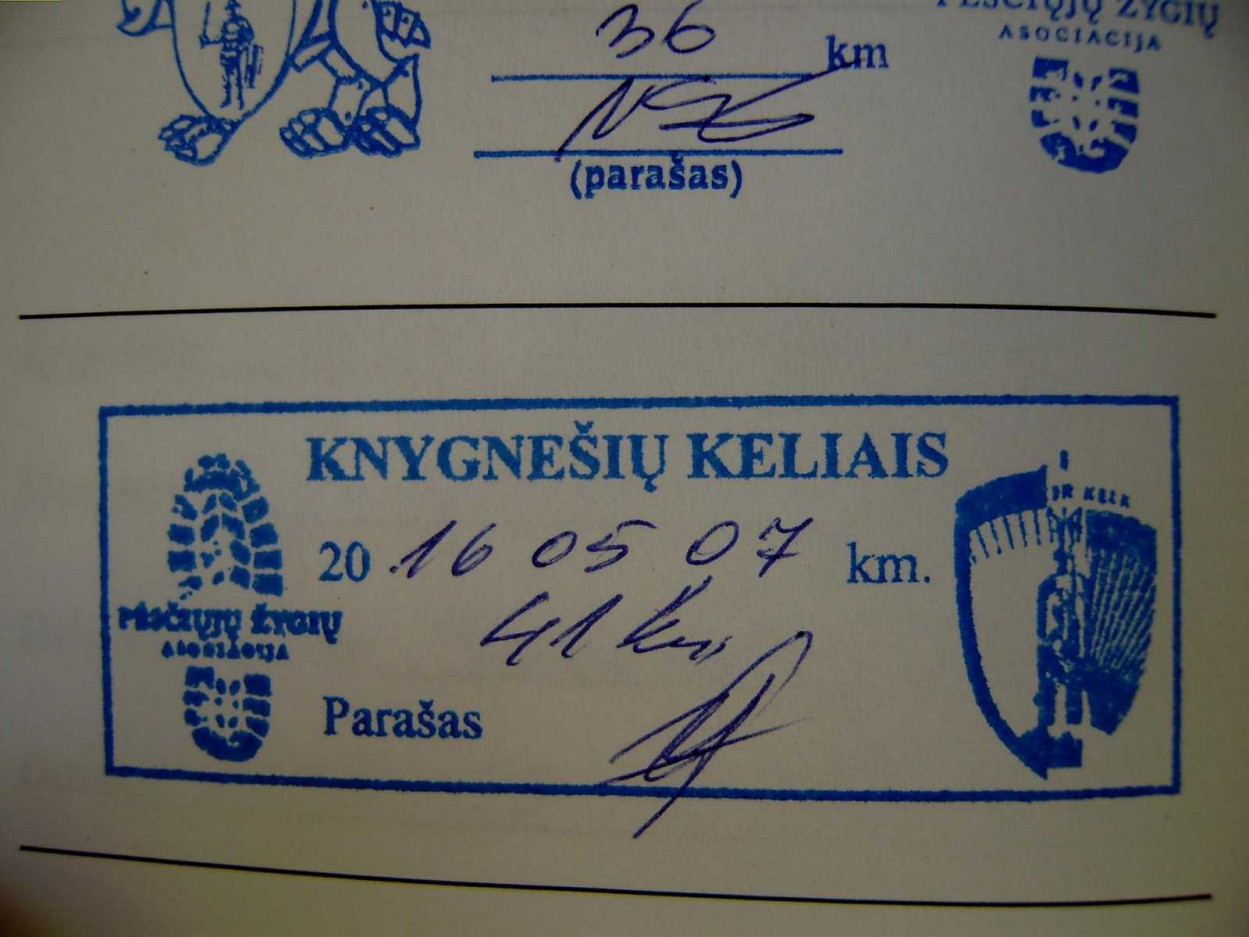 36 km
PĖSČIŲJŲ ŽYGIŲ
ASOCIACIJA
(parašas)
KNYGNEŠIŲ KELIAIS
20 16 05 07 km.
41 km
PĖSČIŲJŲ ŽYGIŲ
ASOCIACIJA
Parašas